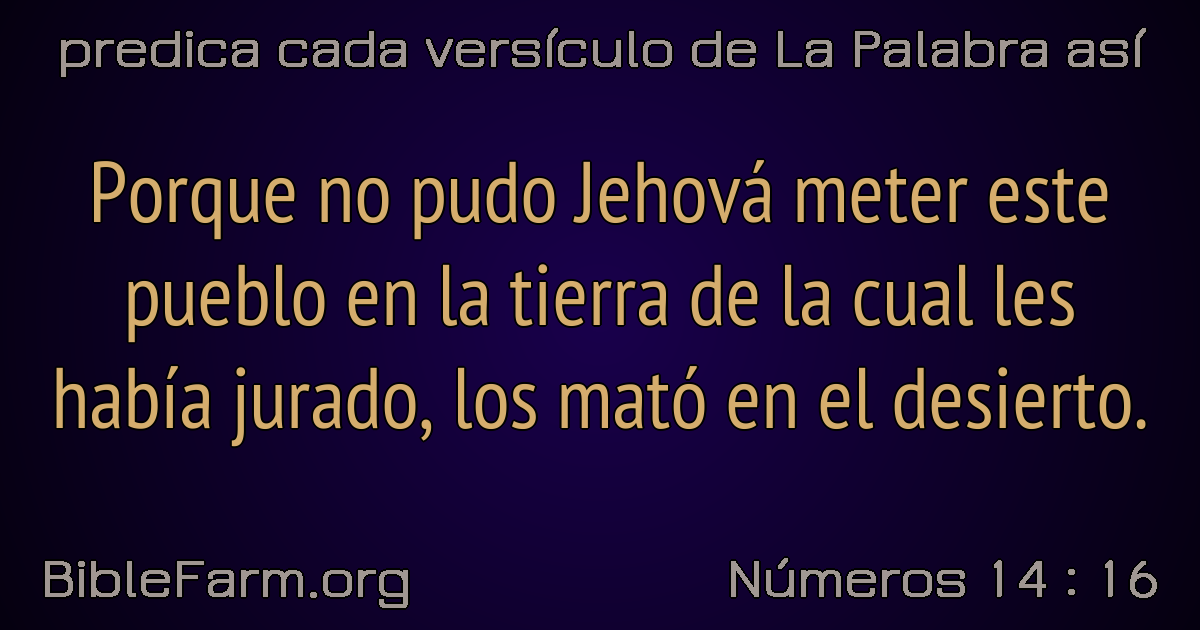 predica cada versículo de La Palabra así
Porque no pudo Jehová meter este
pueblo en la tierra de la cual les
había jurado, los mató en el desierto.
BibleFarm.org
Números 14 : 16